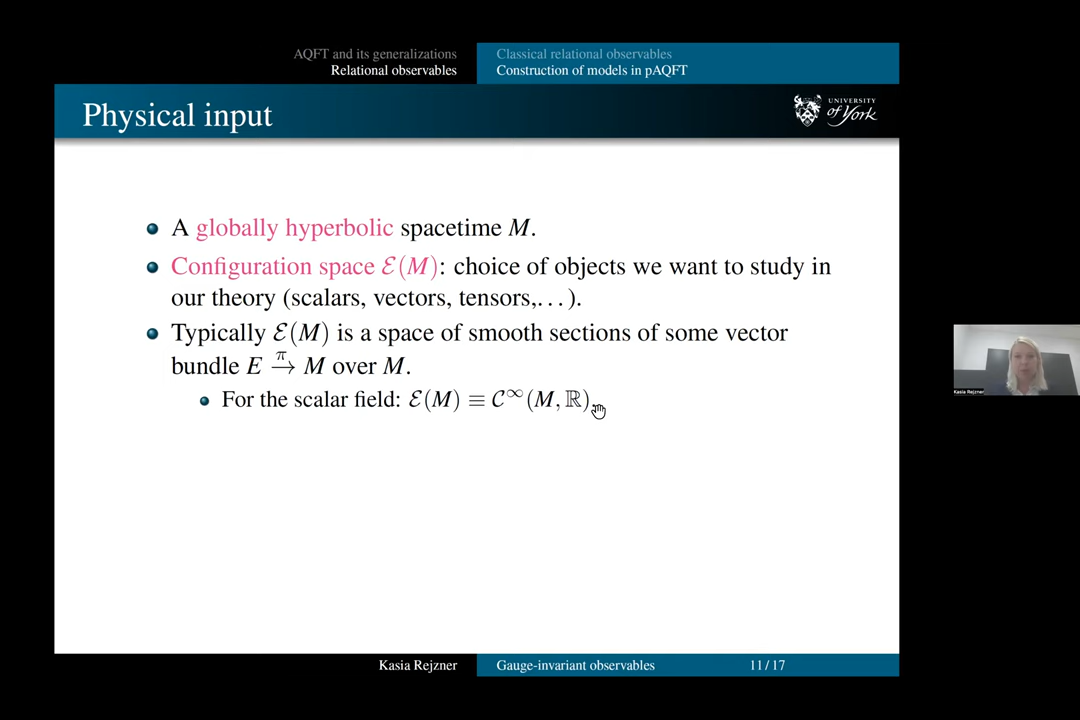 AQFT and its generalizations
Relational observables
Classical relational observables
Construction of models in pAQFT
Physical input
UNIVERSITY
of York
A globally hyperbolic spacetime M.
Configuration space ℰ(M): choice of objects we want to study in
our theory (scalars, vectors, tensors,…).
Typically ℰ(M) is a space of smooth sections of some vector
bundle E π→ M over M.
For the scalar field: ℰ(M) ≡ 𝒞^∞(M, ℝ).
Kasia Rejzner
Kasia Rejzner
Gauge-invariant observables
11 / 17